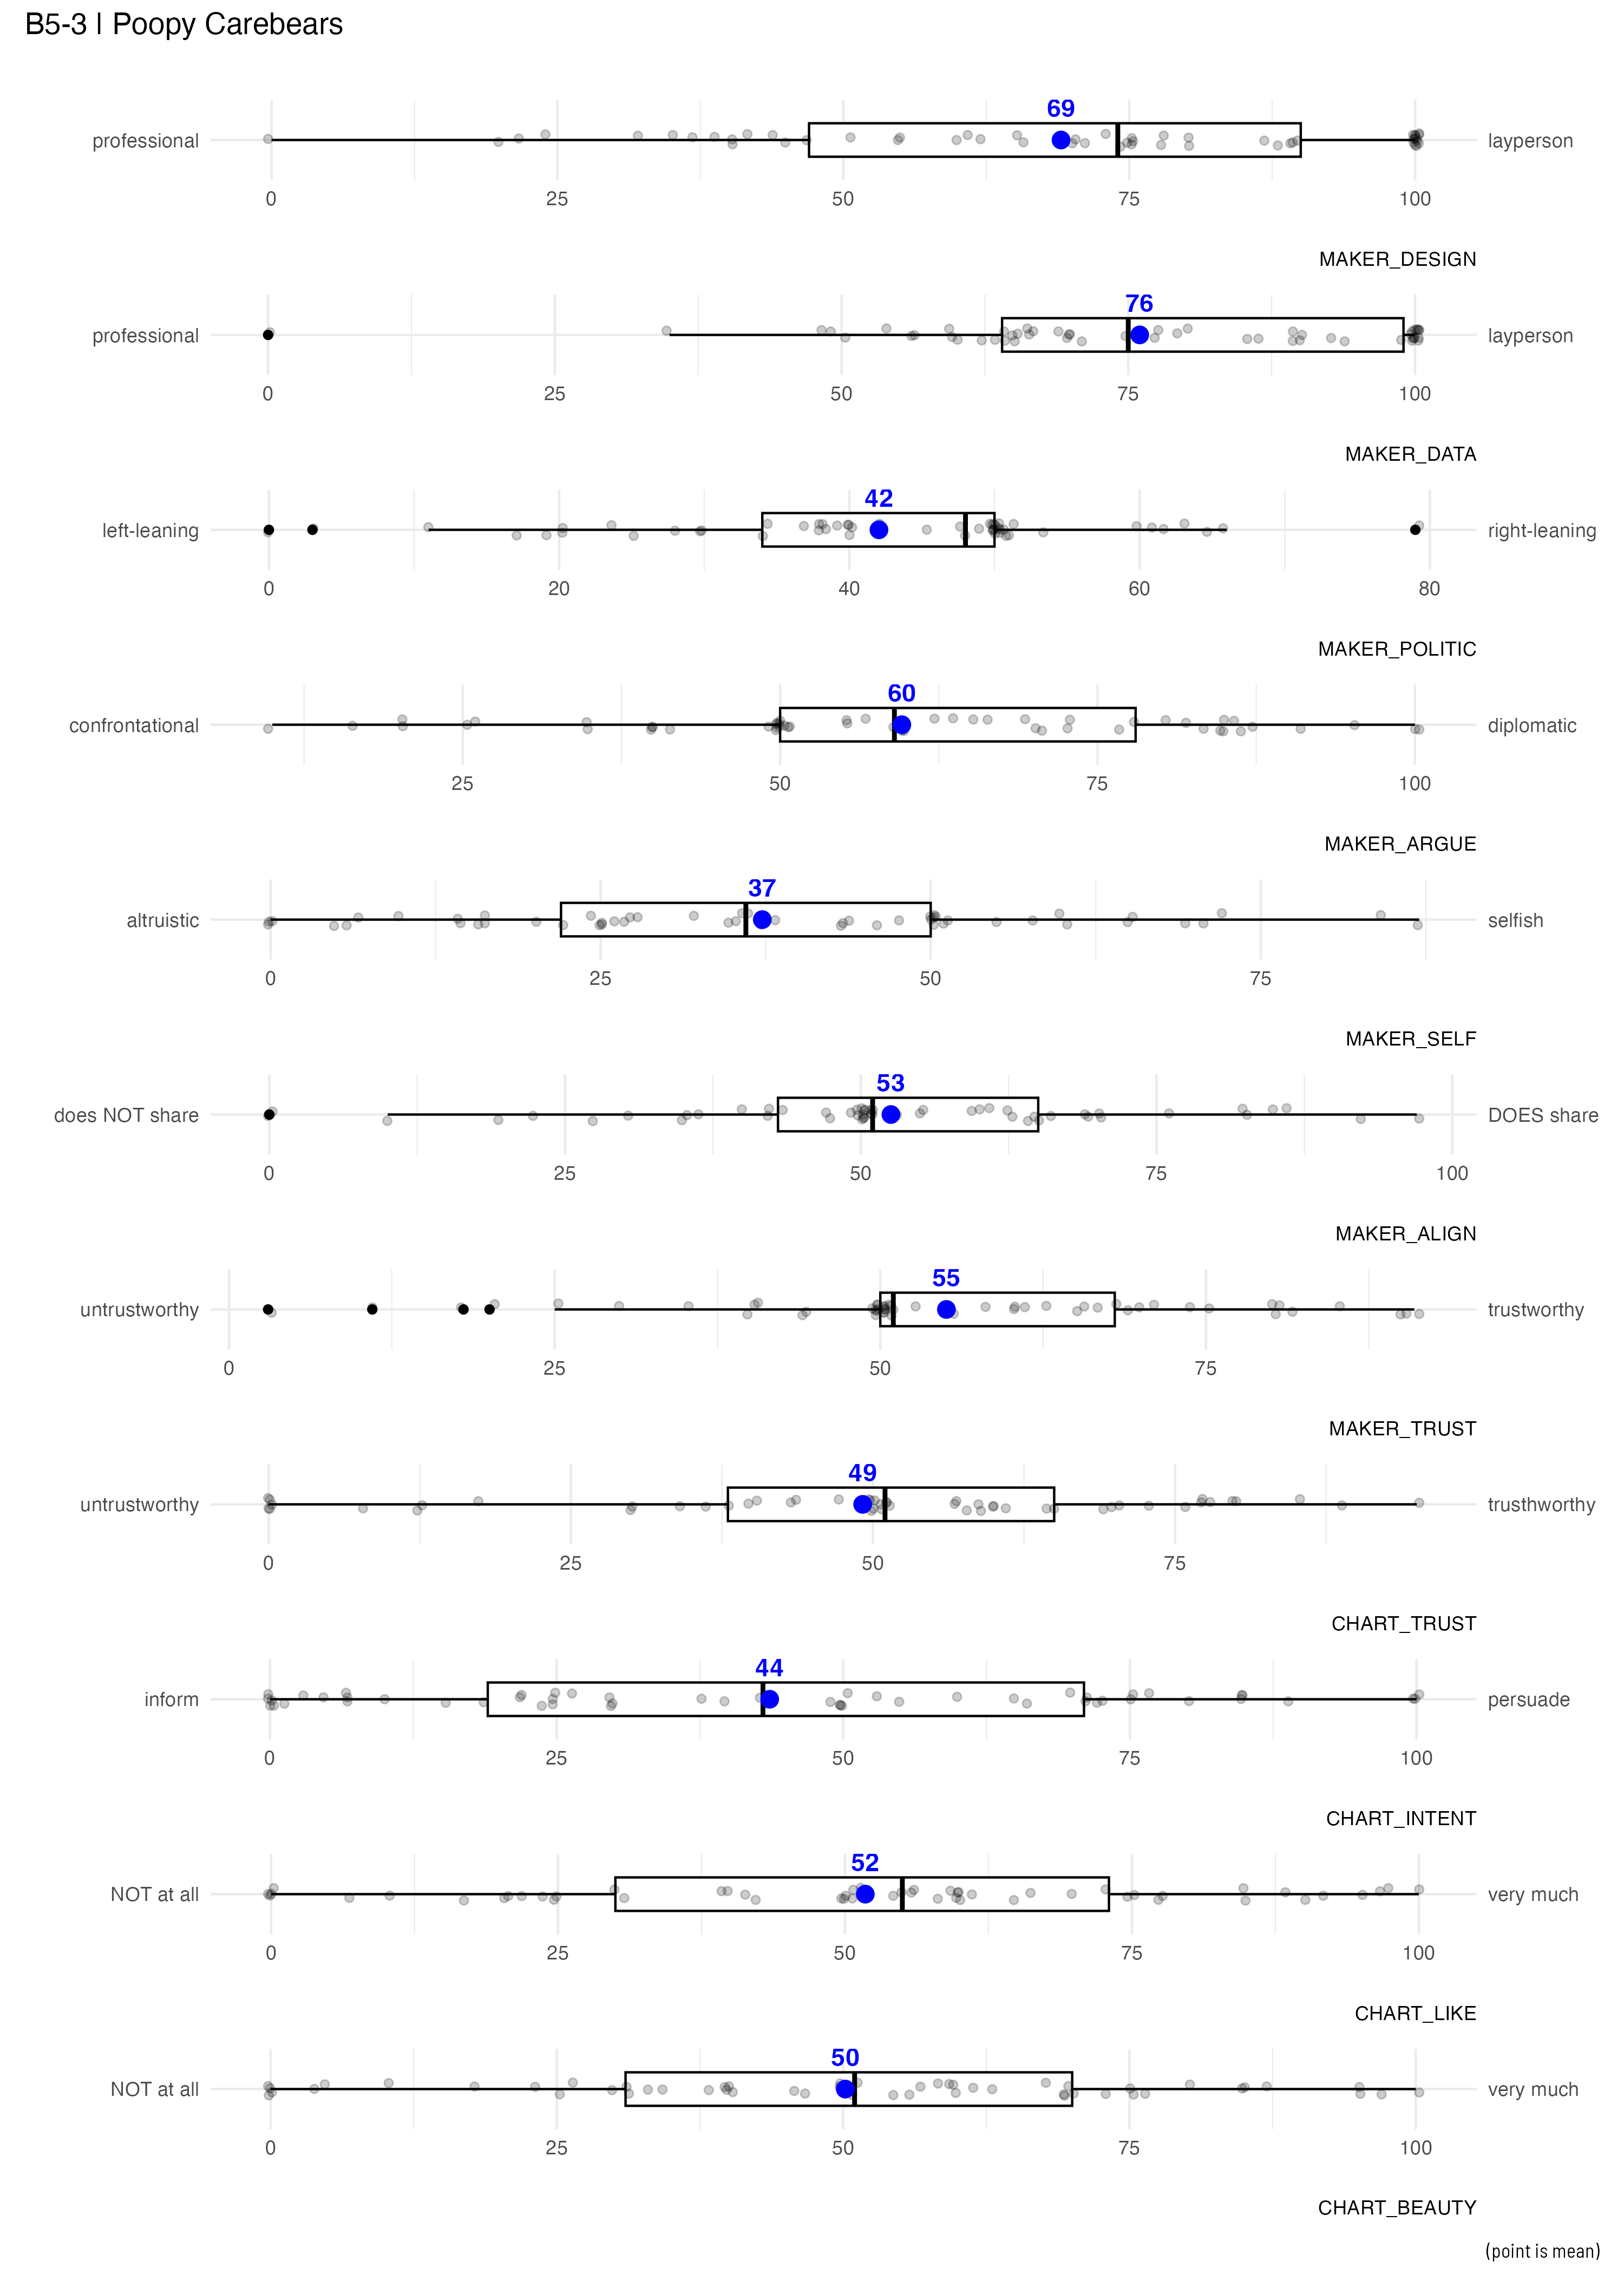 B5-3 | Poopy Carebears
69
professional layperson
0 25 50 75 100
MAKER_DESIGN
76
professional layperson
0 25 50 75 100
MAKER_DATA
42
left-leaning right-leaning
0 20 40 60 80
MAKER_POLITIC
60
confrontational diplomatic
25 50 75 100
MAKER_ARGUE
37
altruistic selfish
0 25 50 75
MAKER_SELF
53
does NOT share DOES share
0 25 50 75 100
MAKER_ALIGN
55
untrustworthy trustworthy
0 25 50 75
MAKER_TRUST
49
untrustworthy trusthworthy
0 25 50 75
CHART_TRUST
44
inform persuade
0 25 50 75 100
CHART_INTENT
52
NOT at all very much
0 25 50 75 100
CHART_LIKE
50
NOT at all very much
0 25 50 75 100
CHART_BEAUTY
(point is mean)